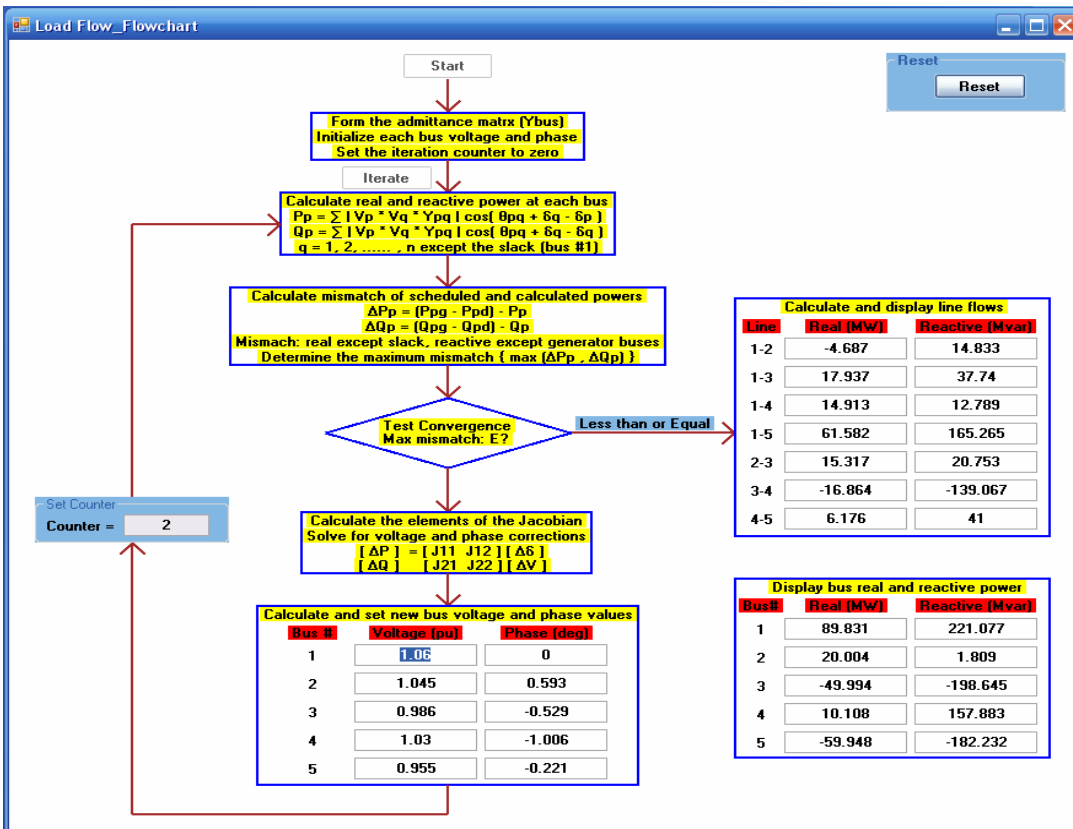 Load Flow_Flowchart
Start
Reset
Reset
Form the admittance matrx (Ybus)
Initialize each bus voltage and phase
Set the iteration counter to zero
Iterate
Calculate real and reactive power at each bus
Pp = ∑ | Vp * Vq * Ypq | cos( θpq + δq - δp )
Qp = ∑ | Vp * Vq * Ypq | cos( θpq + δq - δq )
q = 1, 2, ...... , n except the slack (bus #1)
Calculate mismatch of scheduled and calculated powers
ΔPp = (Ppg - Ppd) - Pp
ΔQp = (Qpg - Qpd) - Qp
Mismach: real except slack, reactive except generator buses
Determine the maximum mismatch { max (ΔPp , ΔQp) }
Test Convergence
Max mismatch: E?
Less than or Equal
Calculate and display line flows
Line Real (MW) Reactive (Mvar)
1-2 -4.687 14.833
1-3 17.937 37.74
1-4 14.913 12.789
1-5 61.582 165.265
2-3 15.317 20.753
3-4 -16.864 -139.067
4-5 6.176 41
Set Counter
Counter = 2
Calculate the elements of the Jacobian
Solve for voltage and phase corrections
[ ΔP ] = [ J11 J12 ] [ Δδ ]
[ ΔQ ] [ J21 J22 ] [ ΔV ]
Calculate and set new bus voltage and phase values
Bus # Voltage (pu) Phase (deg)
1 1.06 0
2 1.045 0.593
3 0.986 -0.529
4 1.03 -1.006
5 0.955 -0.221
Display bus real and reactive power
Bus# Real (MW) Reactive (Mvar)
1 89.831 221.077
2 20.004 1.809
3 -49.994 -198.645
4 10.108 157.883
5 -59.948 -182.232